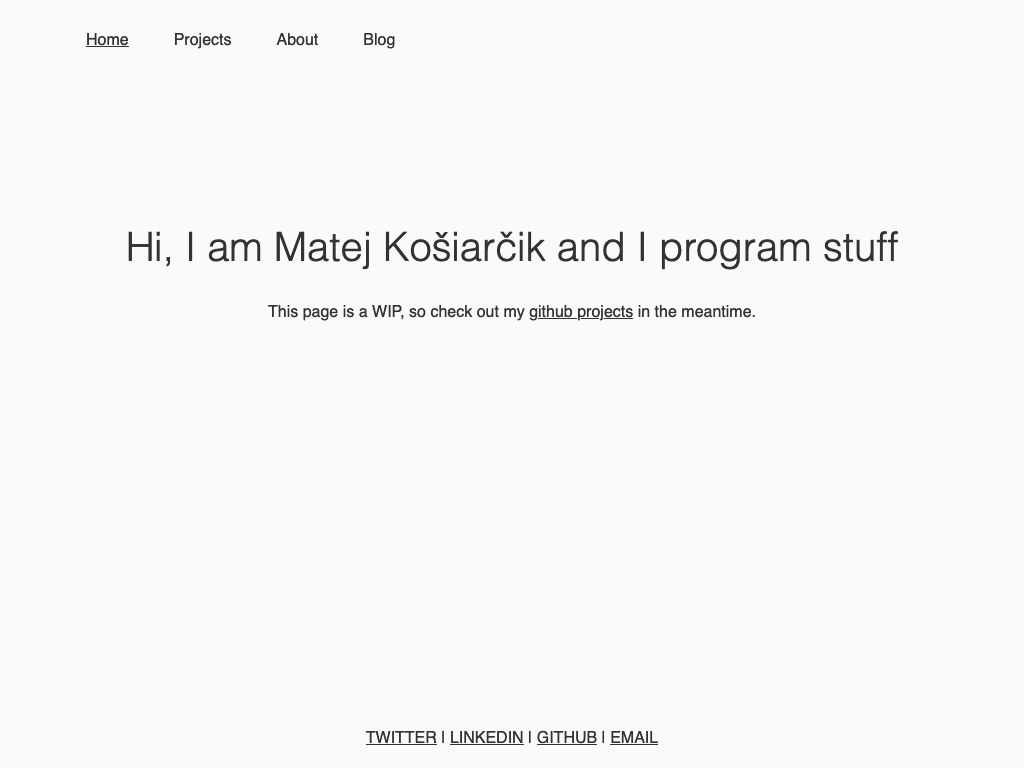 Home Projects About Blog
Hi, I am Matej Košiarčik and I program stuff
This page is a WIP, so check out my github projects in the meantime.
TWITTER | LINKEDIN | GITHUB | EMAIL